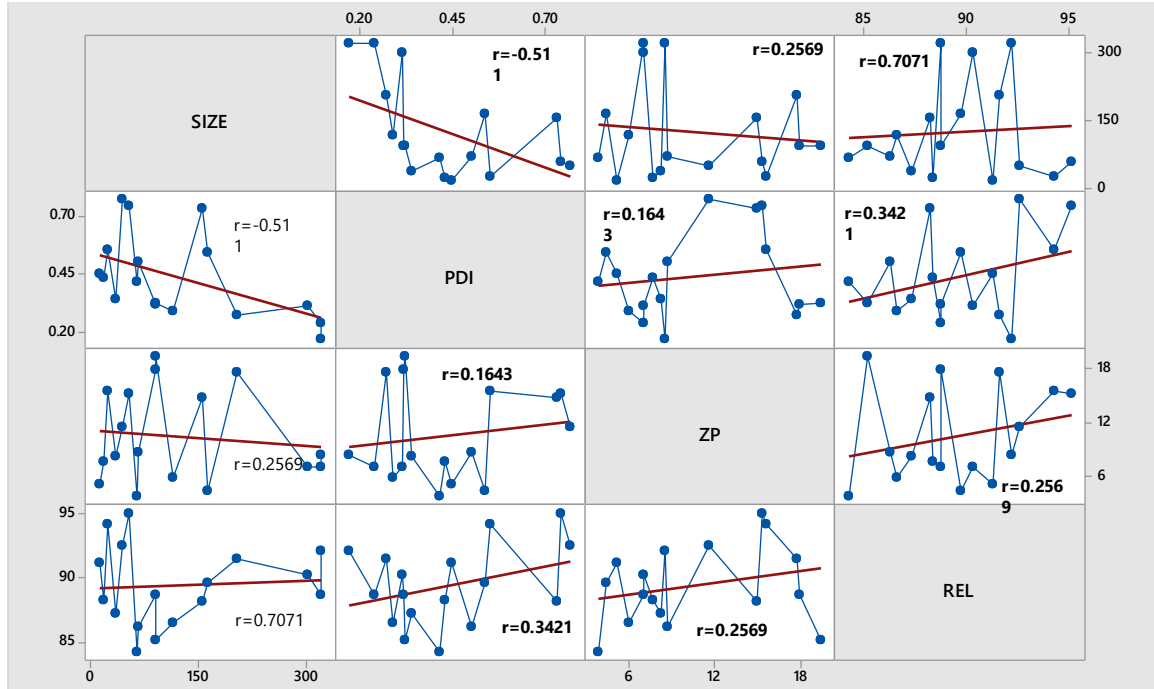 0.20 0.45 0.70 85 90 95
r=-0.51
1
r=0.2569
r=0.7071
300
150
0
SIZE
0.70
0.45
0.20
r=-0.51
1
PDI
r=0.164
3
r=0.342
1
r=0.2569
r=0.1643
ZP
r=0.256
9
18
12
6
95
90
85
r=0.7071
r=0.3421
r=0.2569
REL
0 150 300 6 12 18